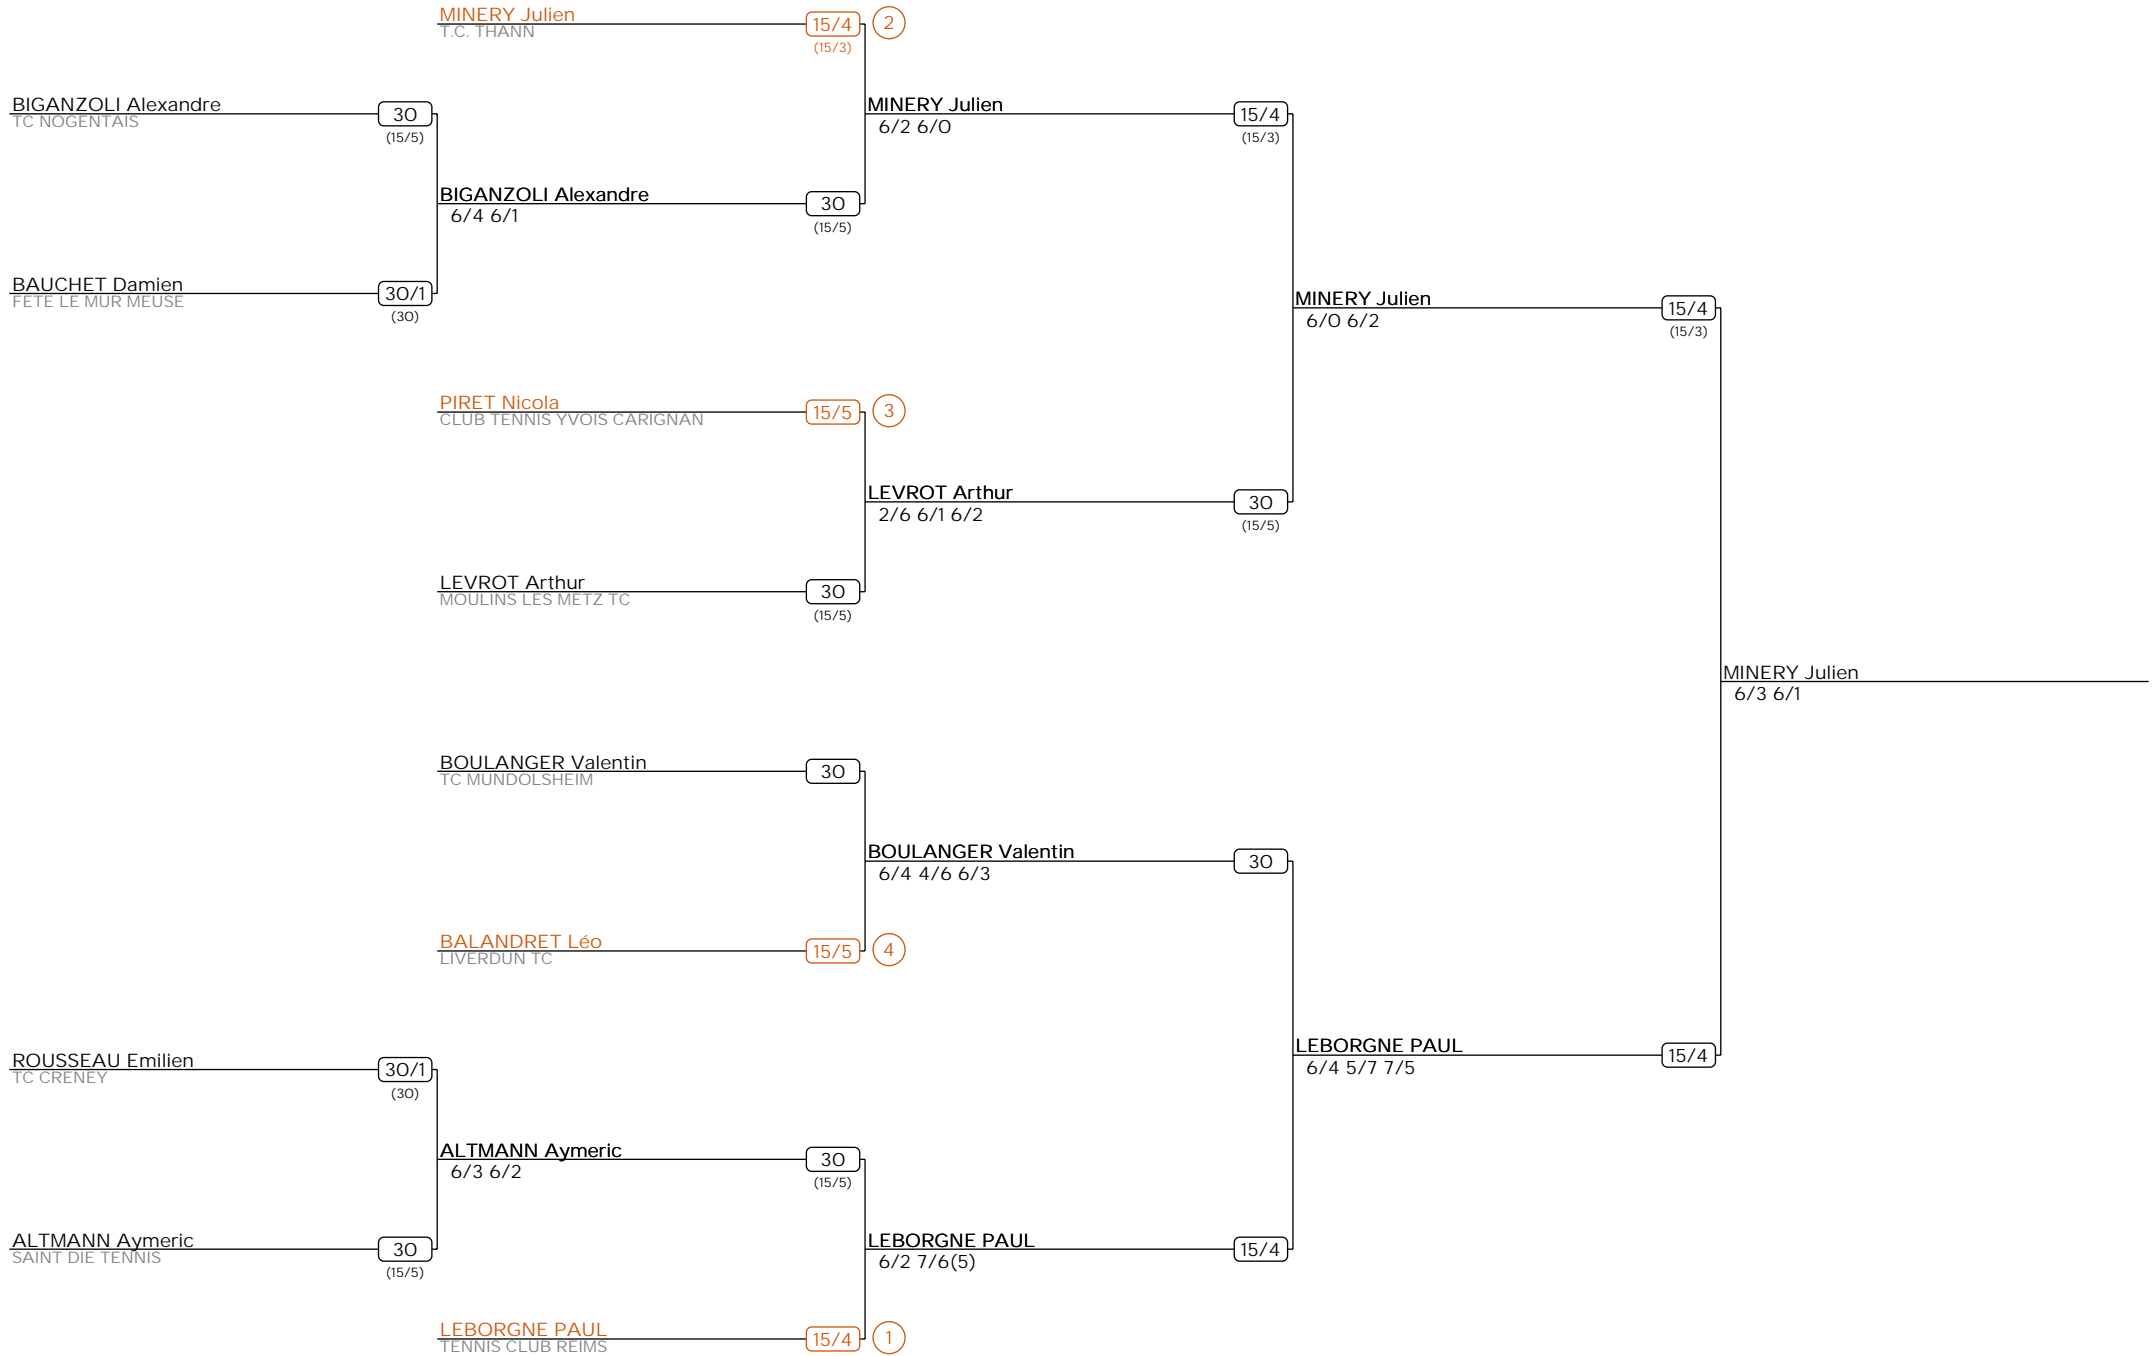 MINERY Julien
T.C. THANN
15/4
2
(15/3)
BIGANZOLI Alexandre
TC NOGENTAIS
30
(15/5)
MINERY Julien
6/2 6/0
15/4
(15/3)
BIGANZOLI Alexandre
6/4 6/1
30
(15/5)
BAUCHET Damien
FETE LE MUR MEUSE
30/1
(30)
MINERY Julien
6/0 6/2
15/4
(15/3)
PIRET Nicola
CLUB TENNIS YVOIS CARIGNAN
15/5
3
LEVROT Arthur
2/6 6/1 6/2
30
(15/5)
LEVROT Arthur
MOULINS LES METZ TC
30
(15/5)
MINERY Julien
6/3 6/1
BOULANGER Valentin
TC MUNDOLSHEIM
30
BOULANGER Valentin
6/4 4/6 6/3
30
BALANDRET Léo
LIVERDUN TC
15/5
4
ROUSSEAU Emilien
TC CRENEY
30/1
(30)
LEBORGNE PAUL
6/4 5/7 7/5
15/4
ALTMANN Aymeric
6/3 6/2
30
(15/5)
ALTMANN Aymeric
SAINT DIE TENNIS
30
(15/5)
LEBORGNE PAUL
6/2 7/6(5)
15/4
LEBORGNE PAUL
TENNIS CLUB REIMS
15/4
1